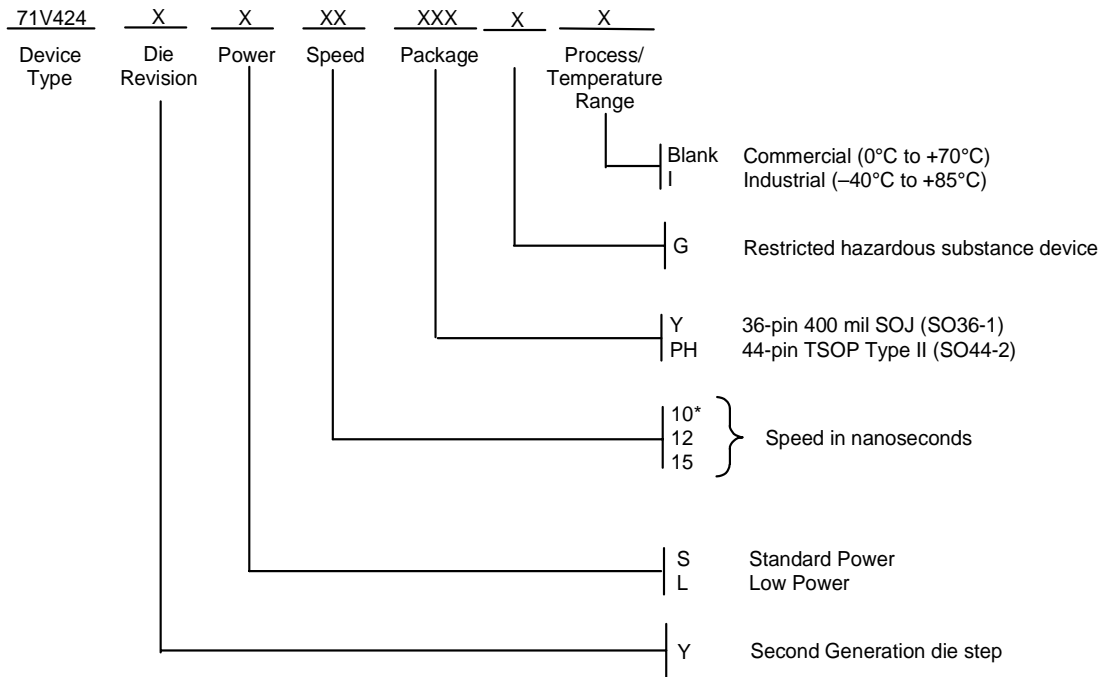 71V424 X X XX XXX X X
Device Type
Die Revision
Power
Speed
Package
Process/
Temperature
Range
Blank Commercial (0°C to +70°C)
I Industrial (–40°C to +85°C)
G Restricted hazardous substance device
Y 36-pin 400 mil SOJ (SO36-1)
PH 44-pin TSOP Type II (SO44-2)
10*
12 Speed in nanoseconds
15
S Standard Power
L Low Power
Y Second Generation die step